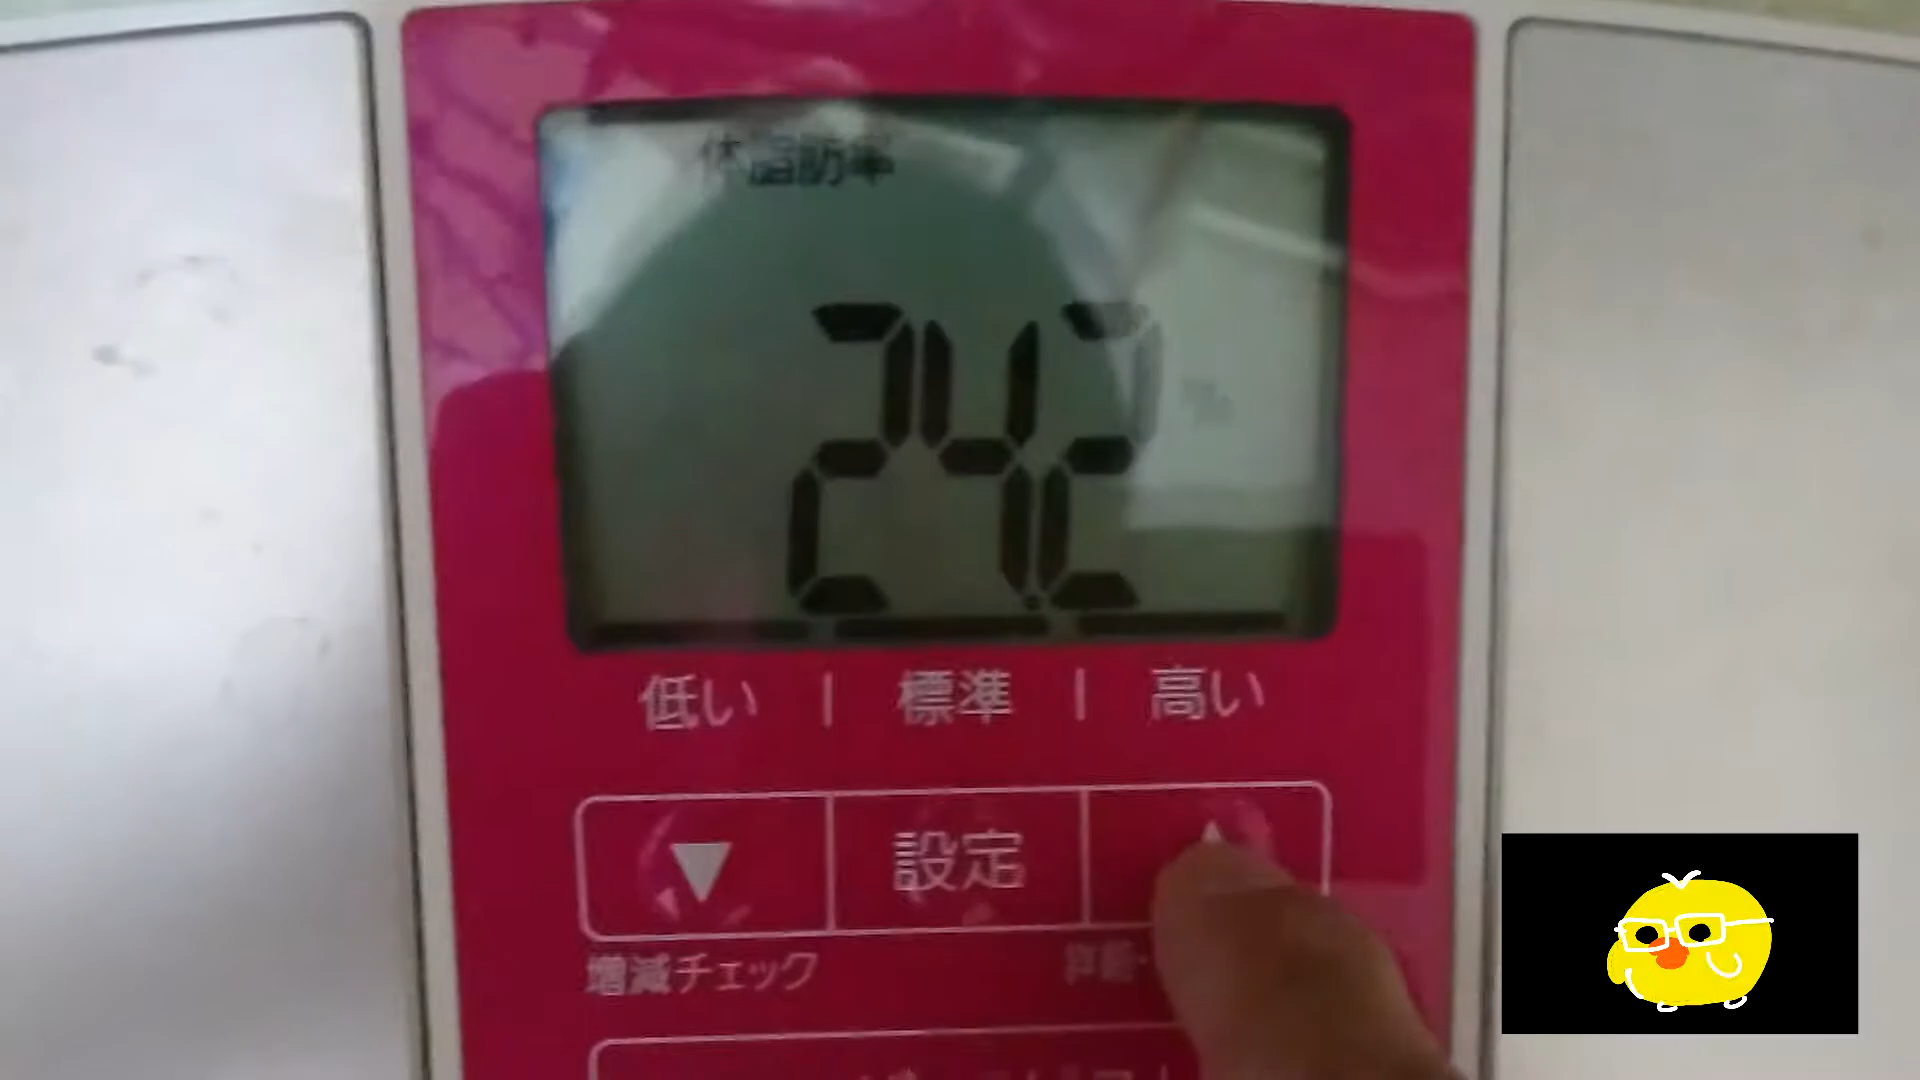 体脂肪率
24.2 %
低い | 標準 | 高い
▼ 設定 ▲
増減チェック